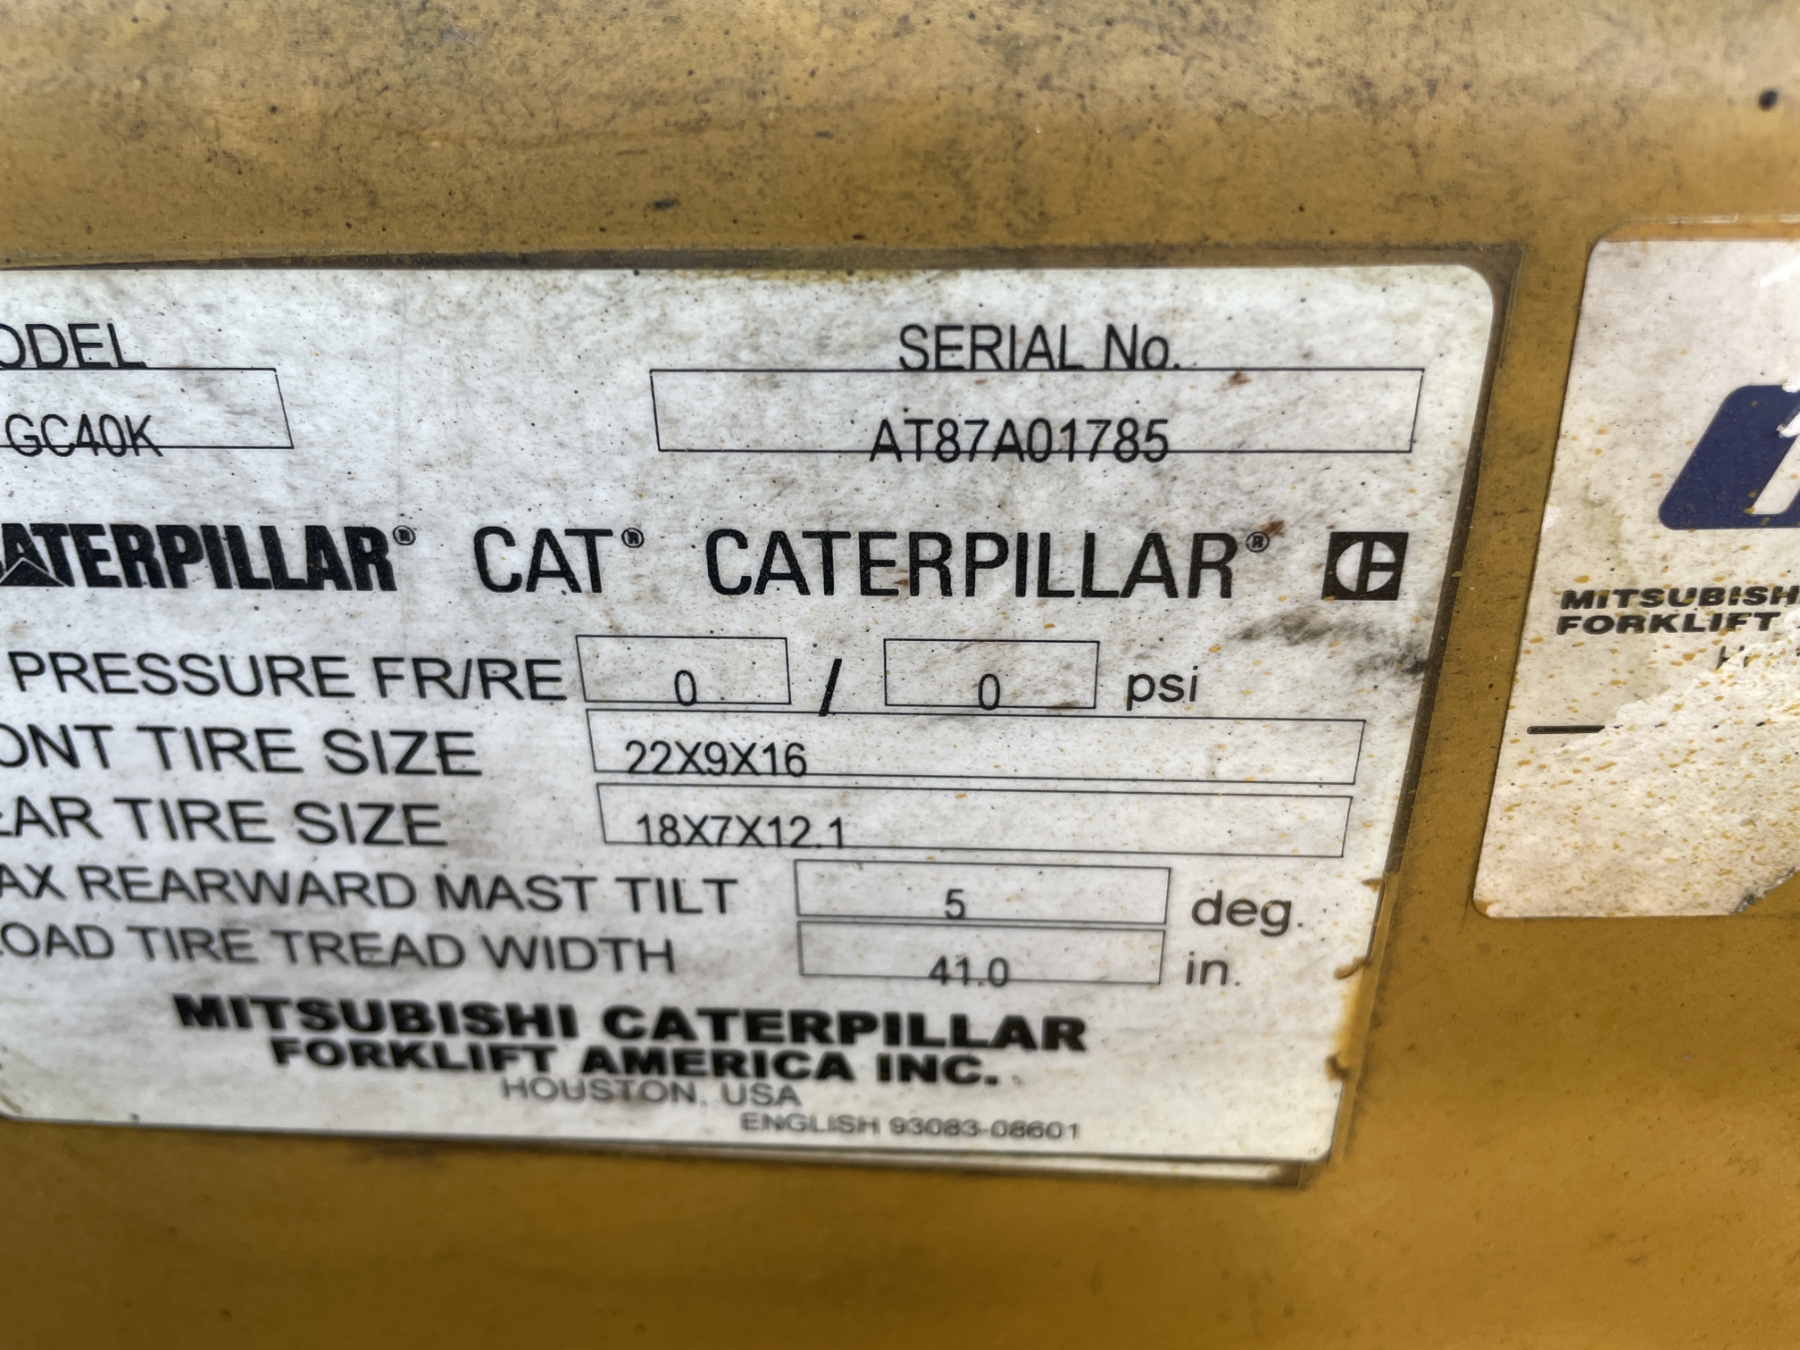 ODEL SERIAL No.
GC40K AT87A01785
CATERPILLAR® CAT® CATERPILLAR®
PRESSURE FR/RE 0 / 0 psi
ONT TIRE SIZE 22X9X16
EAR TIRE SIZE 18X7X12.1
AX REARWARD MAST TILT 5 deg.
LOAD TIRE TREAD WIDTH 41.0 in.
MITSUBISHI CATERPILLAR
FORKLIFT AMERICA INC.
HOUSTON, USA
ENGLISH 93083-08601
MITSUBISH
FORKLIFT